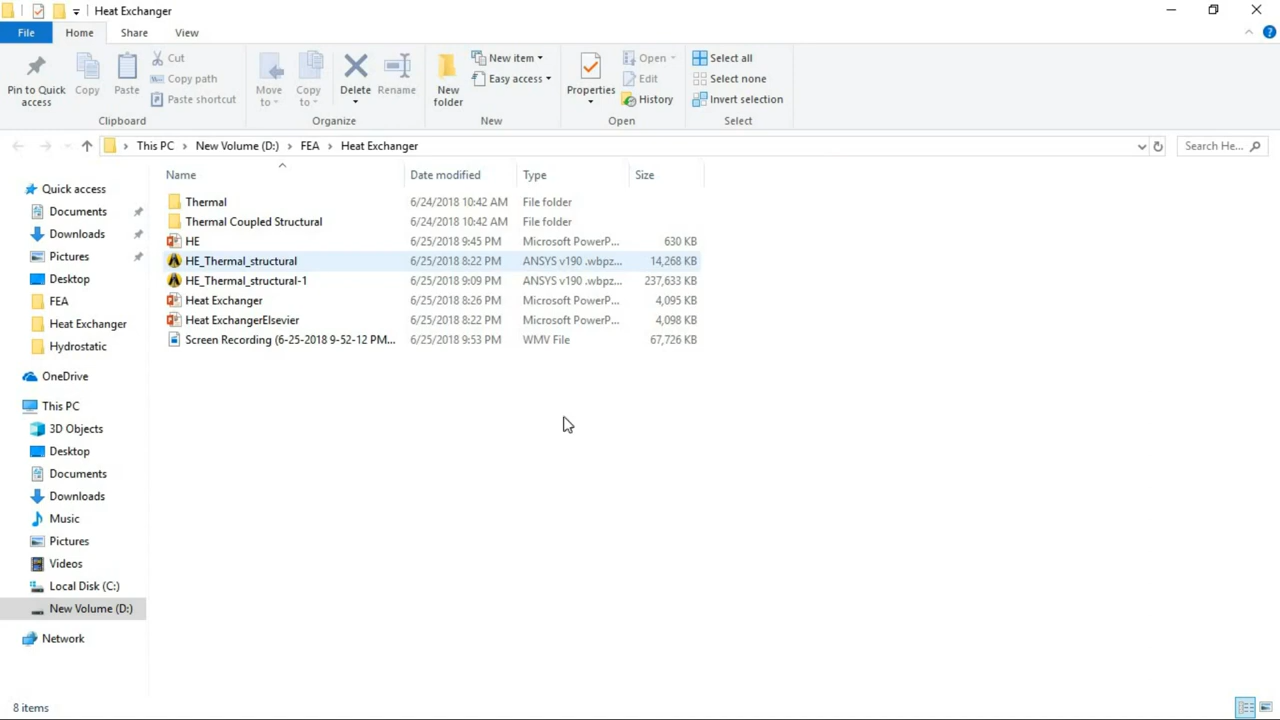 Heat Exchanger
File Home Share View
Pin to Quick access
Copy
Paste
Cut
Copy path
Paste shortcut
Clipboard
Move to
Copy to
Delete
Rename
Organize
New folder
New item
Easy access
New
Properties
Open
Edit
History
Open
Select all
Select none
Invert selection
Select
This PC › New Volume (D:) › FEA › Heat Exchanger
Search He...
Name Date modified Type Size
Thermal 6/24/2018 10:42 AM File folder
Thermal Coupled Structural 6/24/2018 10:42 AM File folder
HE 6/25/2018 9:45 PM Microsoft PowerP... 630 KB
HE_Thermal_structural 6/25/2018 8:22 PM ANSYS v190 .wbpz... 14,268 KB
HE_Thermal_structural-1 6/25/2018 9:09 PM ANSYS v190 .wbpz... 237,633 KB
Heat Exchanger 6/25/2018 8:26 PM Microsoft PowerP... 4,095 KB
Heat ExchangerElsevier 6/25/2018 8:22 PM Microsoft PowerP... 4,098 KB
Screen Recording (6-25-2018 9-52-12 PM... 6/25/2018 9:53 PM WMV File 67,726 KB
Quick access
Documents
Downloads
Pictures
Desktop
FEA
Heat Exchanger
Hydrostatic
OneDrive
This PC
3D Objects
Desktop
Documents
Downloads
Music
Pictures
Videos
Local Disk (C:)
New Volume (D:)
Network
8 items